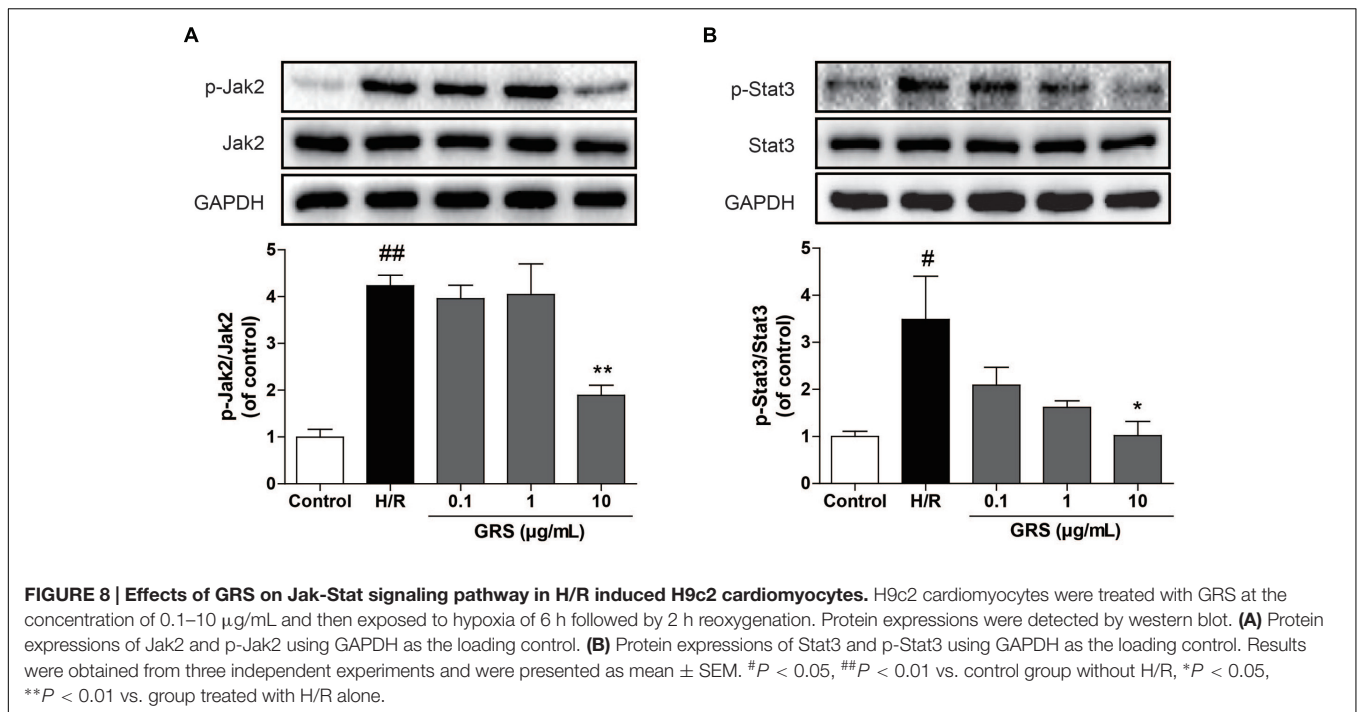 A
p-Jak2
Jak2
GAPDH
p-Jak2/Jak2
(of control)
5
4
3
2
1
0
##
**
Control H/R 0.1 1 10
GRS (µg/mL)
B
p-Stat3
Stat3
GAPDH
p-Stat3/Stat3
(of control)
5
4
3
2
1
0
#
*
Control H/R 0.1 1 10
GRS (µg/mL)
FIGURE 8 | Effects of GRS on Jak-Stat signaling pathway in H/R induced H9c2 cardiomyocytes. H9c2 cardiomyocytes were treated with GRS at the
concentration of 0.1–10 µg/mL and then exposed to hypoxia of 6 h followed by 2 h reoxygenation. Protein expressions were detected by western blot. (A) Protein
expressions of Jak2 and p-Jak2 using GAPDH as the loading control. (B) Protein expressions of Stat3 and p-Stat3 using GAPDH as the loading control. Results
were obtained from three independent experiments and were presented as mean ± SEM. #P < 0.05, ##P < 0.01 vs. control group without H/R, *P < 0.05,
**P < 0.01 vs. group treated with H/R alone.